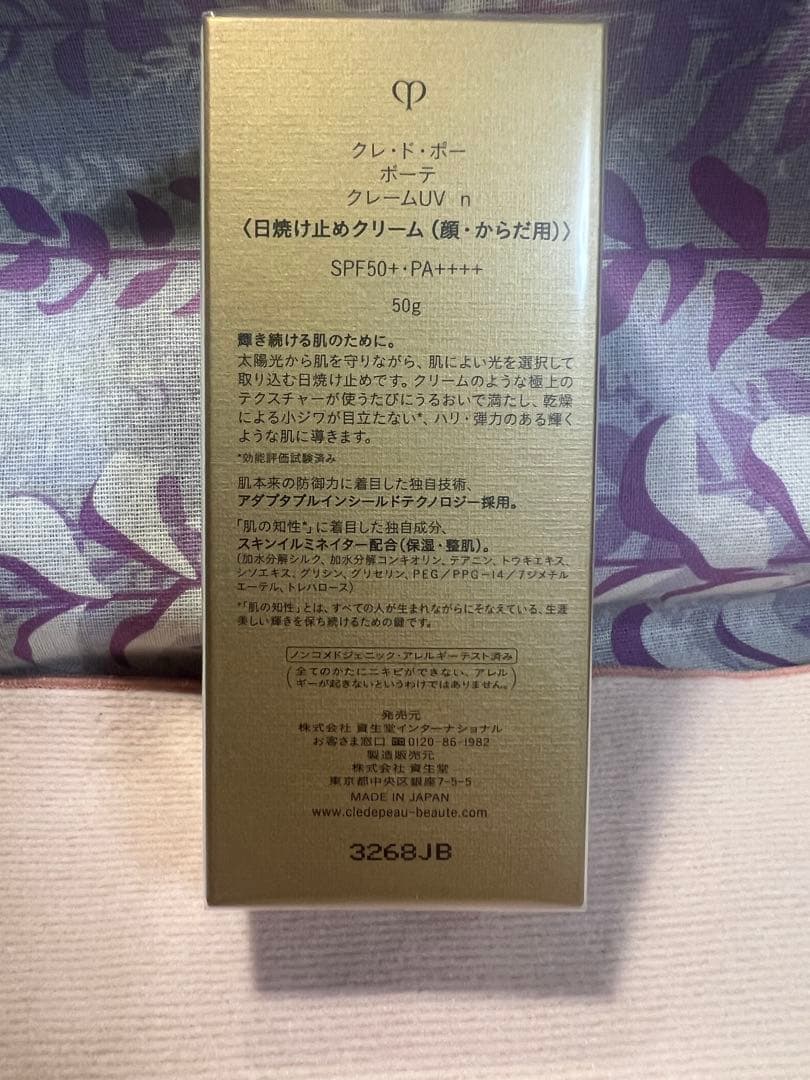 クレ・ド・ポー
ボーテ
クレームUV n
〈日焼け止めクリーム（顔・からだ用）〉
SPF50+・PA++++
50g
輝き続ける肌のために。
太陽光から肌を守りながら、肌によい光を選択して
取り込む日焼け止めです。クリームのような極上の
テクスチャーが使うたびにうるおいで満たし、乾燥
による小ジワが目立たない*、ハリ・弾力のある輝く
ような肌に導きます。
*効能評価試験済み
肌本来の防御力に着目した独自技術、
アダプタブルインシールドテクノロジー採用。
「肌の知性*」に着目した独自成分、
スキンイルミネイター配合（保湿・整肌）。
（加水分解シルク、加水分解コンキオリン、テアニン、トウキエキス、
シソエキス、グリシン、グリセリン、PEG／PPG－14／7ジメチル
エーテル、トレハロース）
*「肌の知性」とは、すべての人が生まれながらにそなえている、生涯
美しい輝きを保ち続けるための鍵です。
ノンコメドジェニック・アレルギーテスト済み
（全てのかたにニキビができない、アレル
ギーが起きないというわけではありません。）
発売元
株式会社 資生堂インターナショナル
お客さま窓口 0120-86-1982
製造販売元
株式会社 資生堂
東京都中央区銀座7-5-5
MADE IN JAPAN
www.cledepeau-beaute.com
3268JB